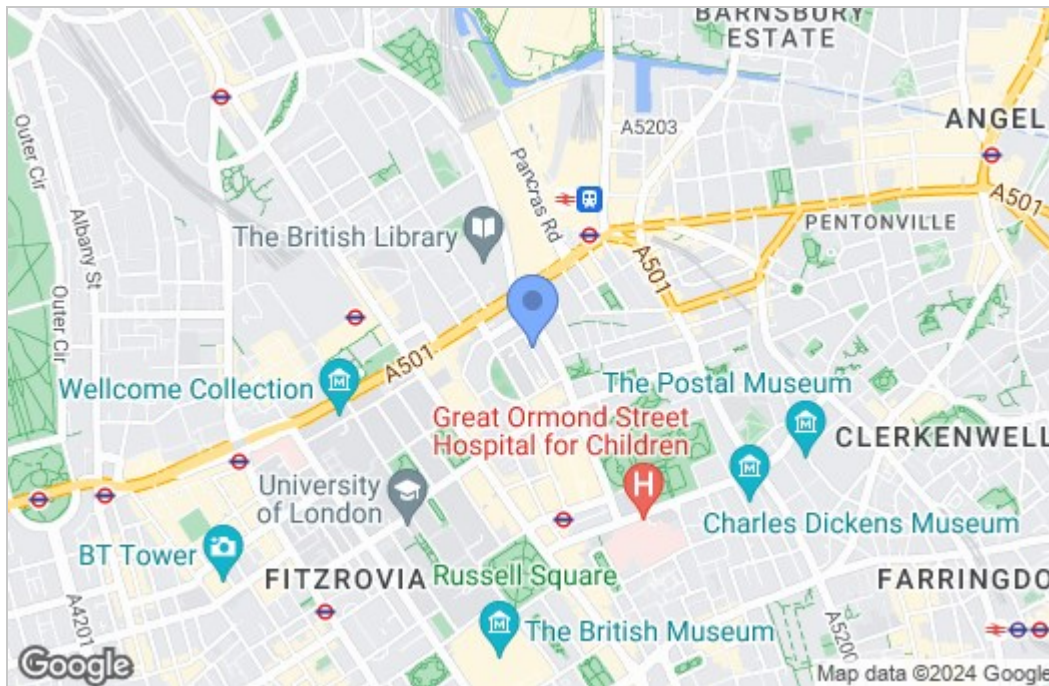 BARNSBURY
ESTATE
Outer Cir
A5203
ANGEL
Pancras Rd
Albany St
A501
PENTONVILLE
The British Library
A501
Outer Cir
A501
Wellcome Collection
The Postal Museum
Great Ormond Street
Hospital for Children
CLERKENWELL
University
of London
Charles Dickens Museum
BT Tower
FITZROVIA
Russell Square
FARRINGDO
A4201
The British Museum
A5200
Google
Map data ©2024 Google